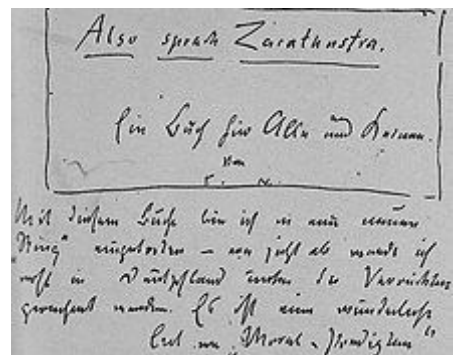 Also sprach Zarathustra.
Ein Buch für Alle und Keinen.
Von
F. N.
Mit diesem Buche bin ich in einen neuen
"Ring" eingetreten – von jetzt ab werde ich
wohl in Deutschland unter die Verrückten
gerechnet werden. Es ist eine wunderliche
Art von "Moral-Predigten"